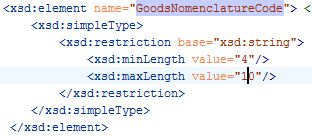 <xsd:element name="GoodsNomenclatureCode"> <
<xsd:simpleType>
<xsd:restriction base="xsd:string">
<xsd:minLength value="4"/>
<xsd:maxLength value="10"/>
</xsd:restriction>
</xsd:simpleType>
</xsd:element>